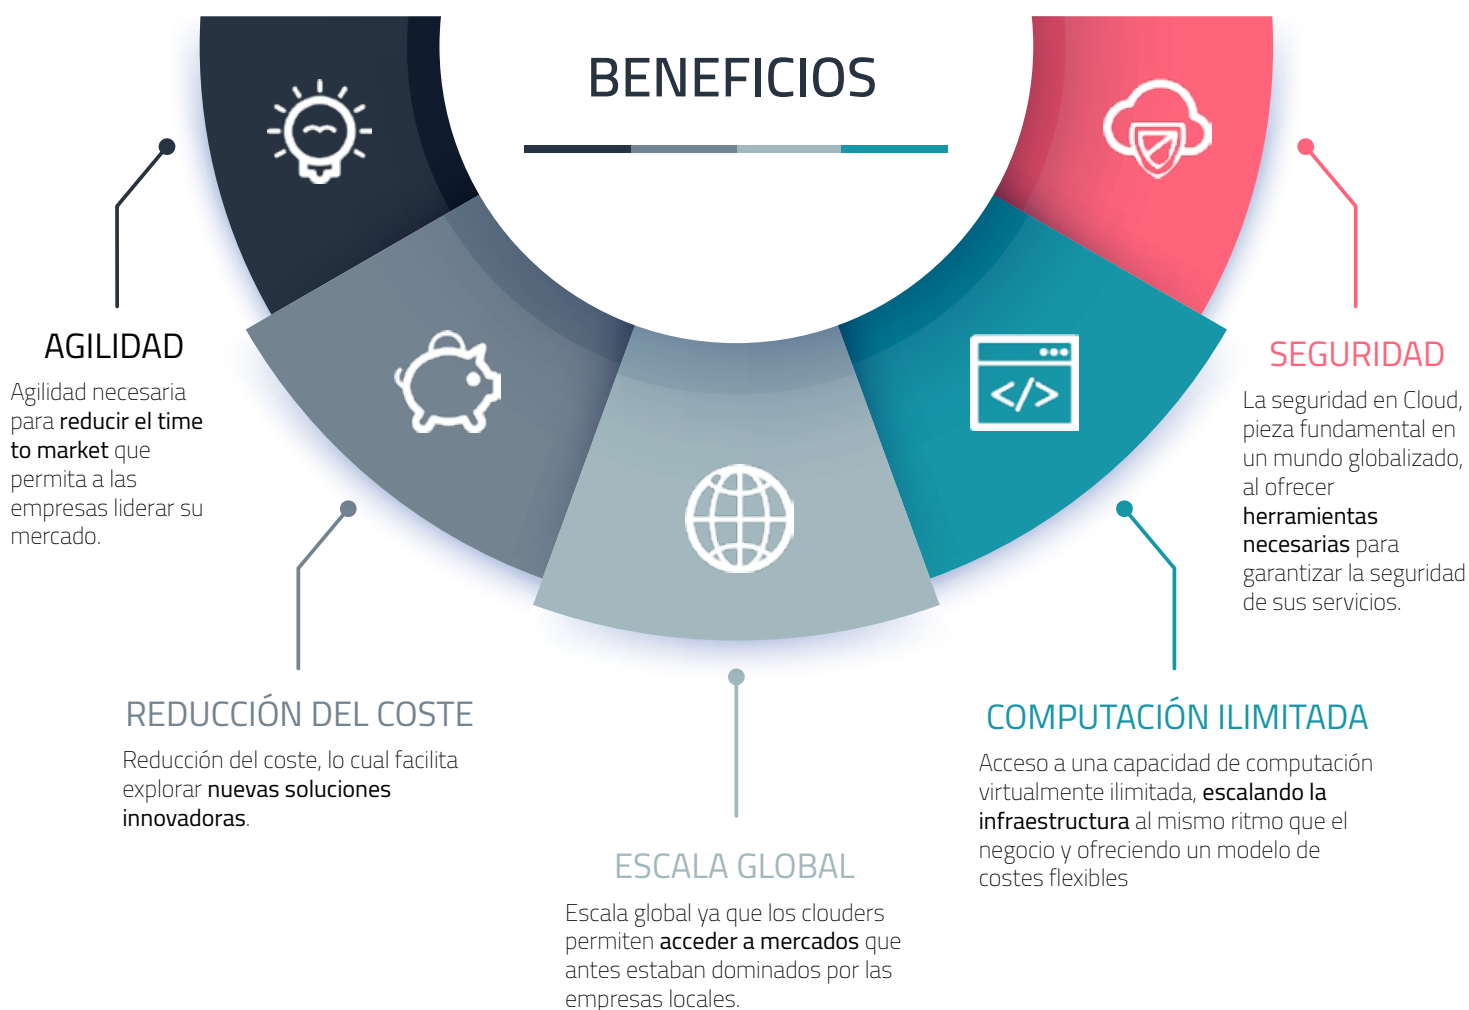 BENEFICIOS
AGILIDAD
Agilidad necesaria
para reducir el time
to market que
permita a las
empresas liderar su
mercado.
REDUCCIÓN DEL COSTE
Reducción del coste, lo cual facilita
explorar nuevas soluciones
innovadoras.
ESCALA GLOBAL
Escala global ya que los clouders
permiten acceder a mercados que
antes estaban dominados por las
empresas locales.
COMPUTACIÓN ILIMITADA
Acceso a una capacidad de computación
virtualmente ilimitada, escalando la
infraestructura al mismo ritmo que el
negocio y ofreciendo un modelo de
costes flexibles
SEGURIDAD
La seguridad en Cloud,
pieza fundamental en
un mundo globalizado,
al ofrecer
herramientas
necesarias para
garantizar la seguridad
de sus servicios.